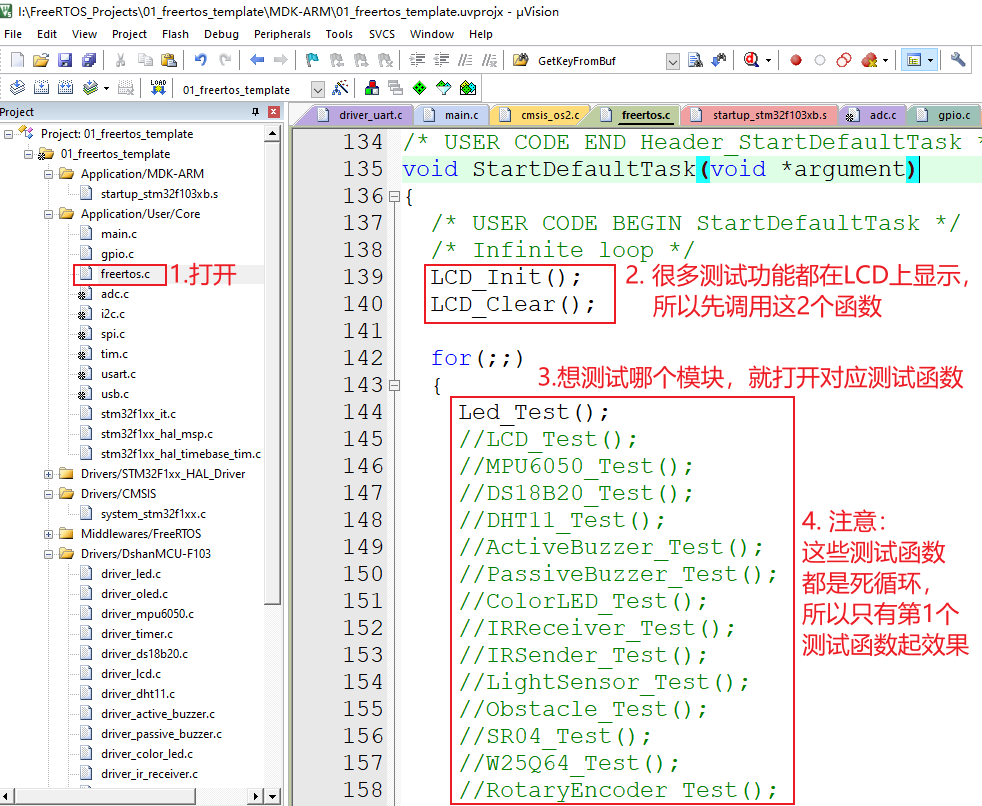 I:\FreeRTOS_Projects\01_freertos_template\MDK-ARM\01_freertos_template.uvprojx - µVision
File Edit View Project Flash Debug Peripherals Tools SVCS Window Help
GetKeyFromBuf
LOAD
01_freertos_template
Project
Project: 01_freertos_template
01_freertos_template
Application/MDK-ARM
startup_stm32f103xb.s
Application/User/Core
main.c
gpio.c
freertos.c
1.打开
adc.c
i2c.c
spi.c
tim.c
usart.c
usb.c
stm32f1xx_it.c
stm32f1xx_hal_msp.c
stm32f1xx_hal_timebase_tim.c
Drivers/STM32F1xx_HAL_Driver
Drivers/CMSIS
system_stm32f1xx.c
Middlewares/FreeRTOS
Drivers/DshanMCU-F103
driver_led.c
driver_oled.c
driver_mpu6050.c
driver_timer.c
driver_ds18b20.c
driver_lcd.c
driver_dht11.c
driver_active_buzzer.c
driver_passive_buzzer.c
driver_color_led.c
driver_ir_receiver.c
driver_uart.c main.c cmsis_os2.c freertos.c startup_stm32f103xb.s adc.c gpio.c
134 /* USER CODE END Header_StartDefaultTask *
135 void StartDefaultTask(void *argument)
136 {
137 /* USER CODE BEGIN StartDefaultTask */
138 /* Infinite loop */
139 LCD_Init();
140 LCD_Clear();
2. 很多测试功能都在LCD上显示,
所以先调用这2个函数
141
142 for(;;)
143 {
3.想测试哪个模块，就打开对应测试函数
144 Led_Test();
145 //LCD_Test();
146 //MPU6050_Test();
147 //DS18B20_Test();
148 //DHT11_Test();
149 //ActiveBuzzer_Test();
150 //PassiveBuzzer_Test();
151 //ColorLED_Test();
152 //IRReceiver_Test();
153 //IRSender_Test();
154 //LightSensor_Test();
155 //Obstacle_Test();
156 //SR04_Test();
157 //W25Q64_Test();
158 //RotaryEncoder_Test();
4. 注意：
这些测试函数
都是死循环，
所以只有第1个
测试函数起效果